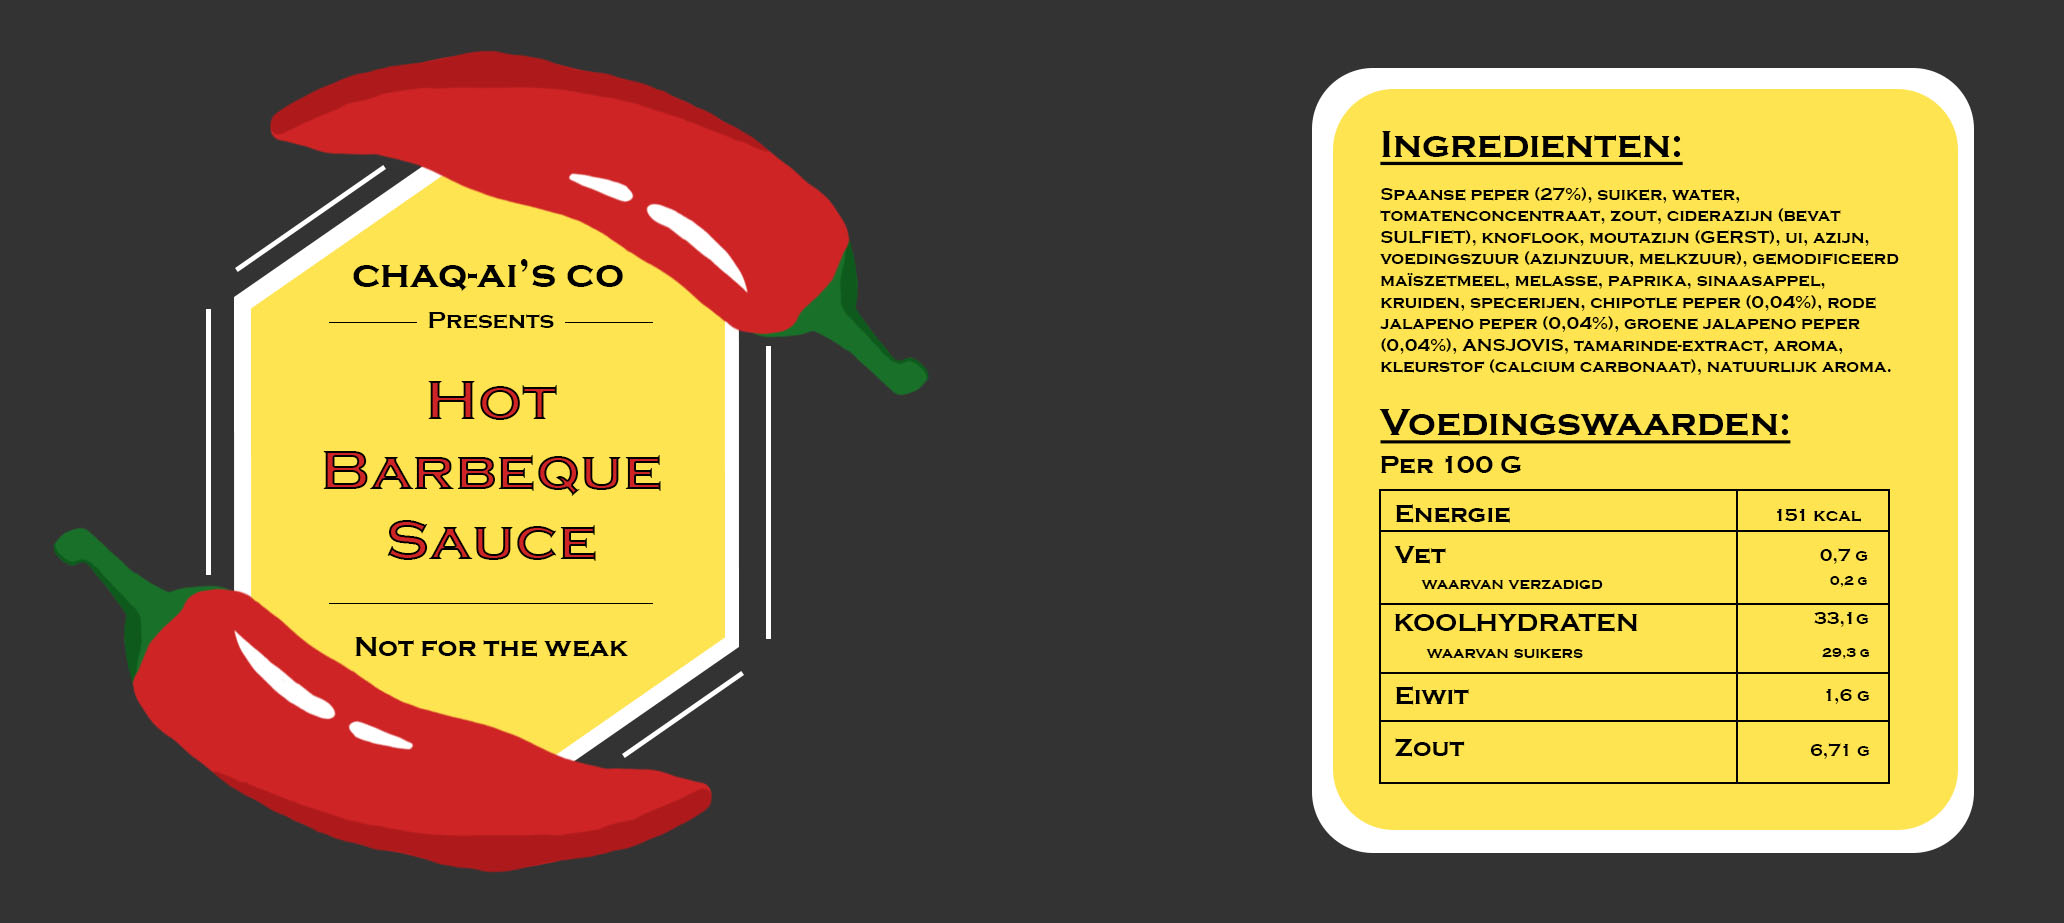 CHAQ-AI'S CO
PRESENTS
HOT
BARBEQUE
SAUCE
NOT FOR THE WEAK
INGREDIENTEN:
SPAANSE PEPER (27%), SUIKER, WATER,
TOMATENCONCENTRAAT, ZOUT, CIDERAZIJN (BEVAT
SULFIET), KNOFLOOK, MOUTAZIJN (GERST), UI, AZIJN,
VOEDINGSZUUR (AZIJNZUUR, MELKZUUR), GEMODIFICEERD
MAÏSZETMEEL, MELASSE, PAPRIKA, SINAASAPPEL,
KRUIDEN, SPECERIJEN, CHIPOTLE PEPER (0,04%), RODE
JALAPENO PEPER (0,04%), GROENE JALAPENO PEPER
(0,04%), ANSJOVIS, TAMARINDE-EXTRACT, AROMA,
KLEURSTOF (CALCIUM CARBONAAT), NATUURLIJK AROMA.
VOEDINGSWAARDEN:
PER 100 G
ENERGIE 151 KCAL
VET 0,7 G
WAARVAN VERZADIGD 0,2 G
KOOLHYDRATEN 33,1G
WAARVAN SUIKERS 29,3 G
EIWIT 1,6 G
ZOUT 6,71 G